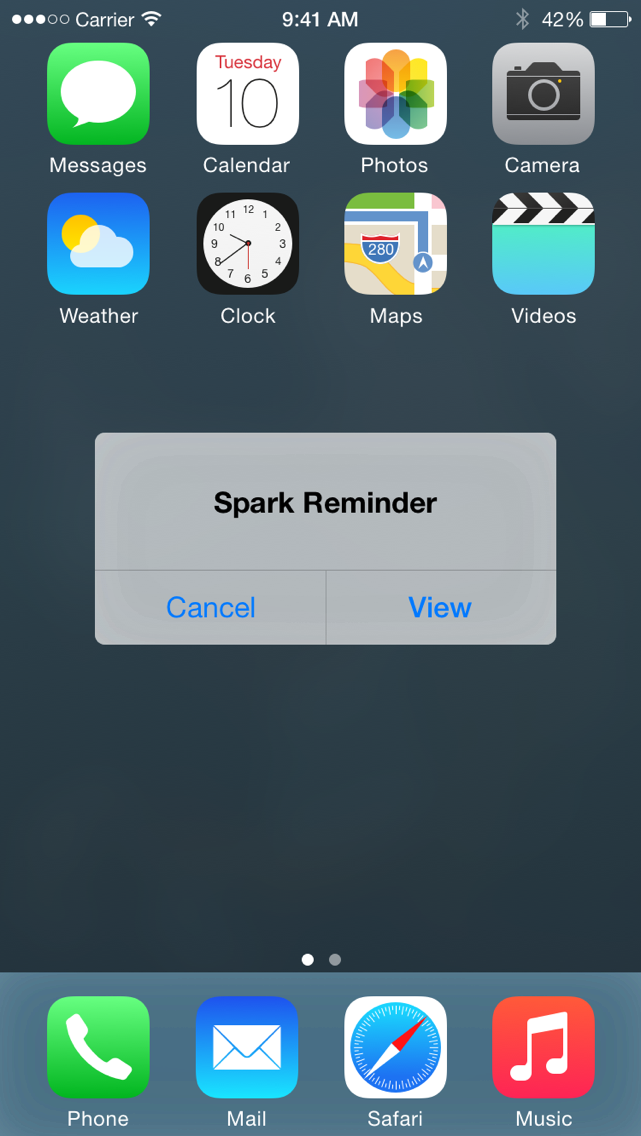 Carrier 9:41 AM 42%
Tuesday
10
Messages Calendar Photos Camera
12
11 1
10 2
9 3
8 4
7 5
6
280
Weather Clock Maps Videos
Spark Reminder
Cancel View
Phone Mail Safari Music